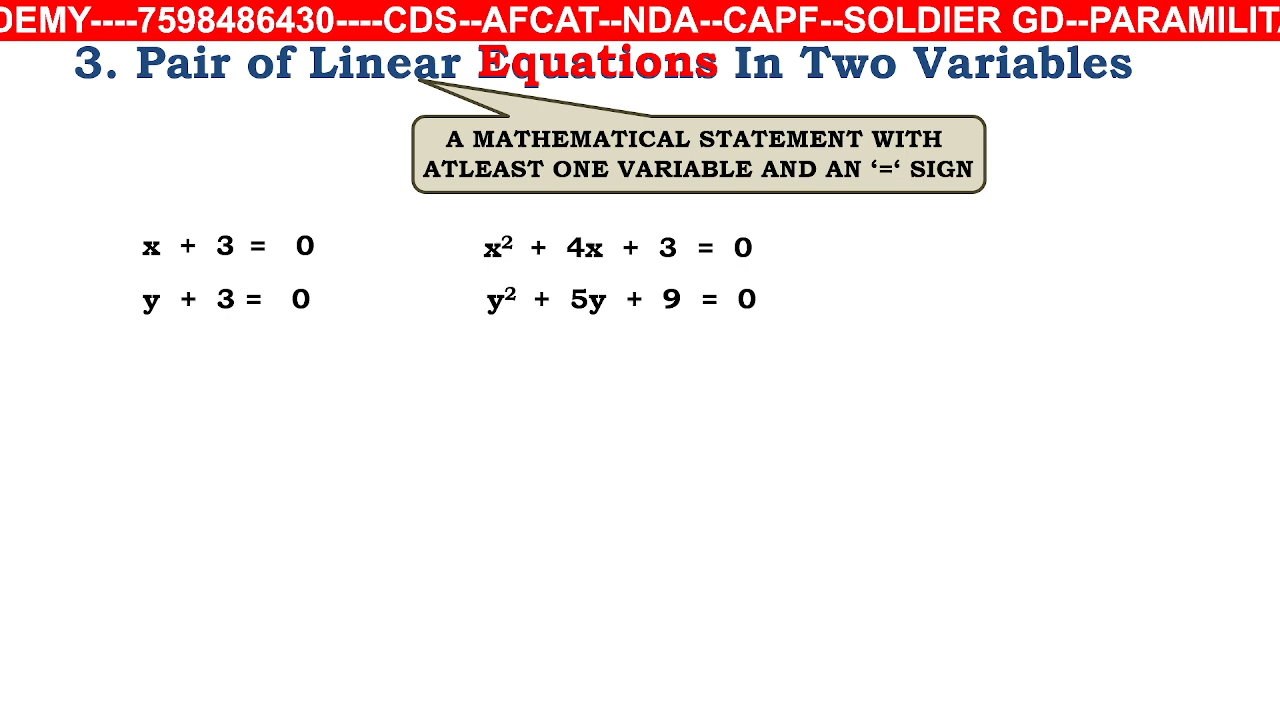 DEMY----7598486430----CDS--AFCAT--NDA--CAPF--SOLDIER GD--PARAMILITA
3. Pair of Linear Equations In Two Variables
A MATHEMATICAL STATEMENT WITH
ATLEAST ONE VARIABLE AND AN ‘=‘ SIGN
x + 3 = 0
x² + 4x + 3 = 0
y + 3 = 0
y² + 5y + 9 = 0